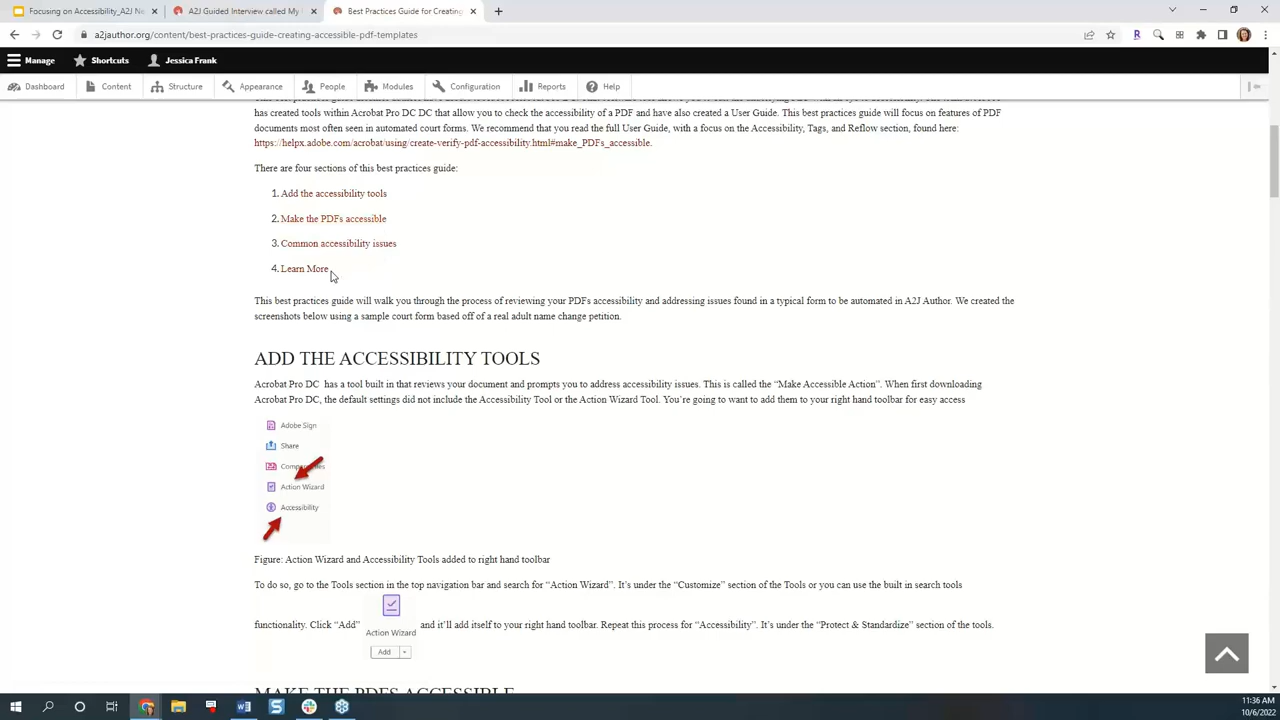 Focusing on Accessibility_A2J Ne
A2J Guided Interview called My I
Best Practices Guide for Creating
a2jauthor.org/content/best-practices-guide-creating-accessible-pdf-templates
Manage
Shortcuts
Jessica Frank
Dashboard
Content
Structure
Appearance
People
Modules
Configuration
Reports
Help
has created tools within Acrobat Pro DC DC that allow you to check the accessibility of a PDF and have also created a User Guide. This best practices guide will focus on features of PDF
documents most often seen in automated court forms. We recommend that you read the full User Guide, with a focus on the Accessibility, Tags, and Reflow section, found here:
https://helpx.adobe.com/acrobat/using/create-verify-pdf-accessibility.html#make_PDFs_accessible.
There are four sections of this best practices guide:
1. Add the accessibility tools
2. Make the PDFs accessible
3. Common accessibility issues
4. Learn More
This best practices guide will walk you through the process of reviewing your PDFs accessibility and addressing issues found in a typical form to be automated in A2J Author. We created the
screenshots below using a sample court form based off of a real adult name change petition.
ADD THE ACCESSIBILITY TOOLS
Acrobat Pro DC has a tool built in that reviews your document and prompts you to address accessibility issues. This is called the “Make Accessible Action”. When first downloading
Acrobat Pro DC, the default settings did not include the Accessibility Tool or the Action Wizard Tool. You’re going to want to add them to your right hand toolbar for easy access
Adobe Sign
Share
Action Wizard
Accessibility
Figure: Action Wizard and Accessibility Tools added to right hand toolbar
To do so, go to the Tools section in the top navigation bar and search for “Action Wizard”. It’s under the “Customize” section of the Tools or you can use the built in search tools
functionality. Click “Add” and it’ll add itself to your right hand toolbar. Repeat this process for “Accessibility”. It’s under the “Protect & Standardize” section of the tools.
Action Wizard
Add
MAKE THE PDFS ACCESSIBLE
11:36 AM
10/6/2022